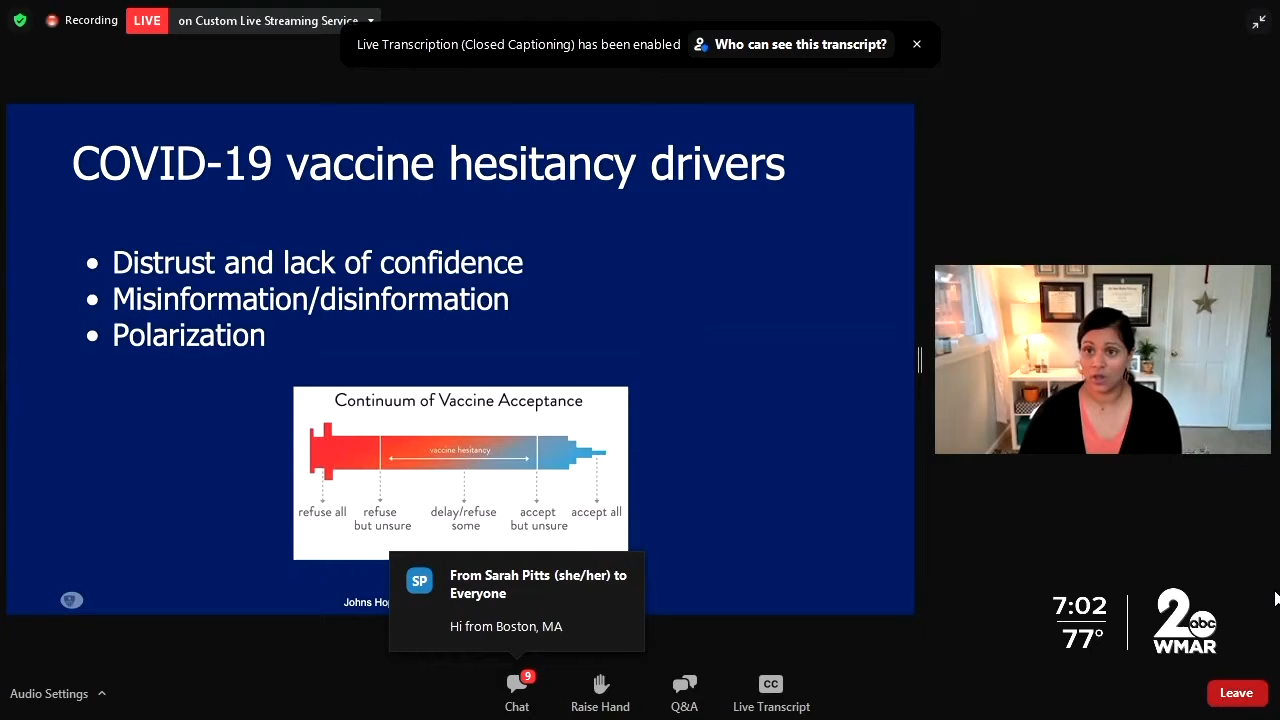 Recording
LIVE
on Custom Live Streaming Service
Live Transcription (Closed Captioning) has been enabled
Who can see this transcript?
COVID-19 vaccine hesitancy drivers
• Distrust and lack of confidence
• Misinformation/disinformation
• Polarization
Continuum of Vaccine Acceptance
vaccine hesitancy
refuse all
refuse
but unsure
delay/refuse
some
accept
but unsure
accept all
SP
From Sarah Pitts (she/her) to
Everyone
Hi from Boston, MA
Johns
7:02
77°
2
abc
WMAR
Audio Settings
9
Chat
Raise Hand
Q&A
CC
Live Transcript
Leave